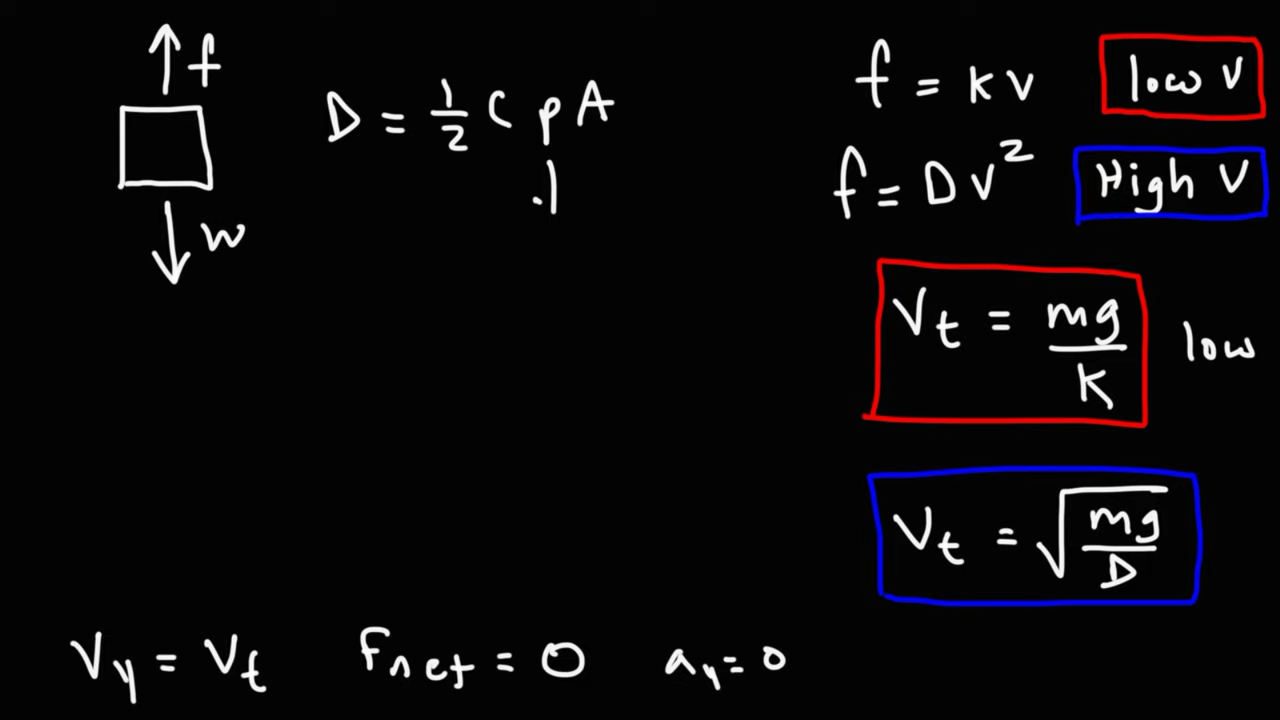 f
D = 1/2 C ρ A
w
f = kv low v
f = Dv² High v
Vt = mg/k low
Vt = √(mg/D)
Vy = Vt Fnet = 0 ay = 0